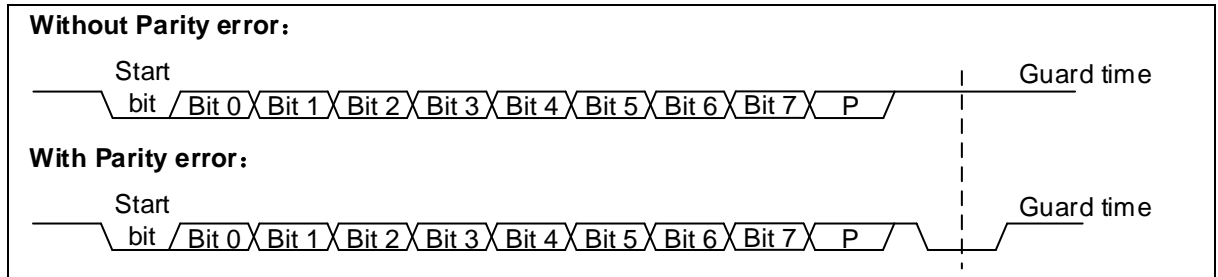 Without Parity error：
Start
Guard time
bit Bit 0 Bit 1 Bit 2 Bit 3 Bit 4 Bit 5 Bit 6 Bit 7 P
With Parity error：
Start
Guard time
bit Bit 0 Bit 1 Bit 2 Bit 3 Bit 4 Bit 5 Bit 6 Bit 7 P